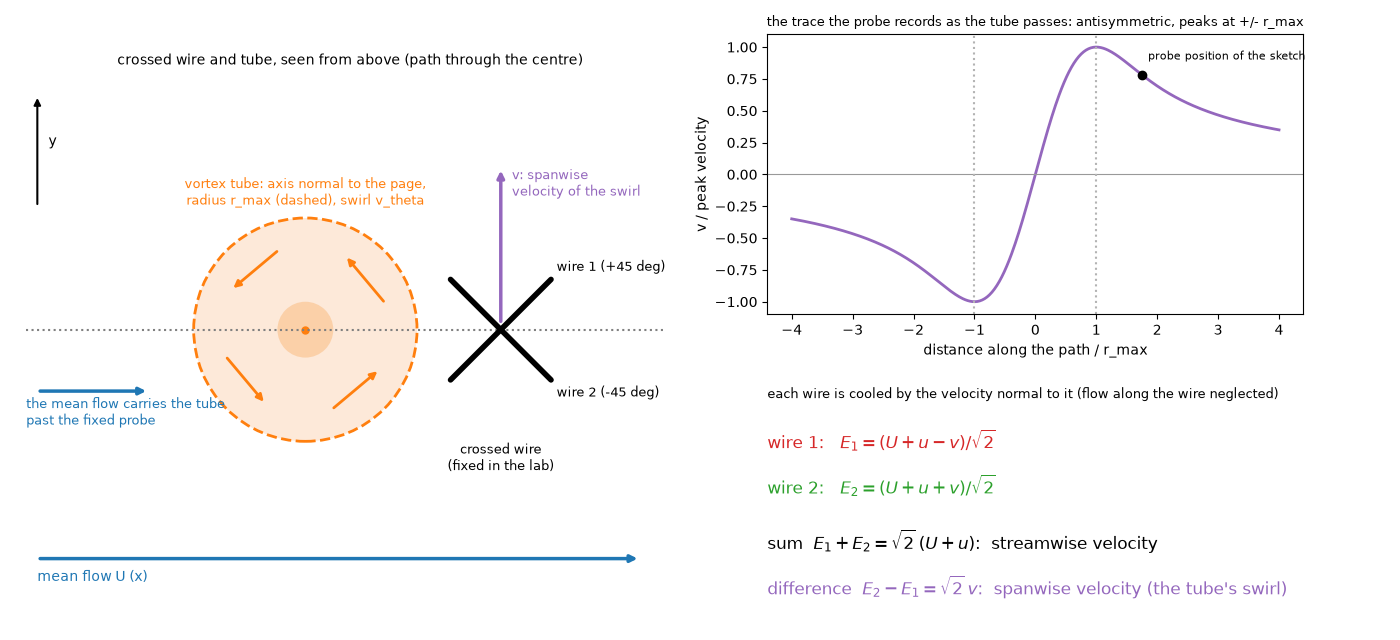 crossed wire and tube, seen from above (path through the centre)
y
vortex tube: axis normal to the page,
radius r_max (dashed), swirl v_theta
v: spanwise
velocity of the swirl
wire 1 (+45 deg)
wire 2 (-45 deg)
the mean flow carries the tube
past the fixed probe
crossed wire
(fixed in the lab)
mean flow U (x)
the trace the probe records as the tube passes: antisymmetric, peaks at +/- r_max
probe position of the sketch
v / peak velocity
1.00
0.75
0.50
0.25
0.00
−0.25
−0.50
−0.75
−1.00
−4 −3 −2 −1 0 1 2 3 4
distance along the path / r_max
each wire is cooled by the velocity normal to it (flow along the wire neglected)
wire 1: E₁ = (U + u − v)/√2
wire 2: E₂ = (U + u + v)/√2
sum E₁ + E₂ = √2 (U + u): streamwise velocity
difference E₂ − E₁ = √2 v: spanwise velocity (the tube's swirl)